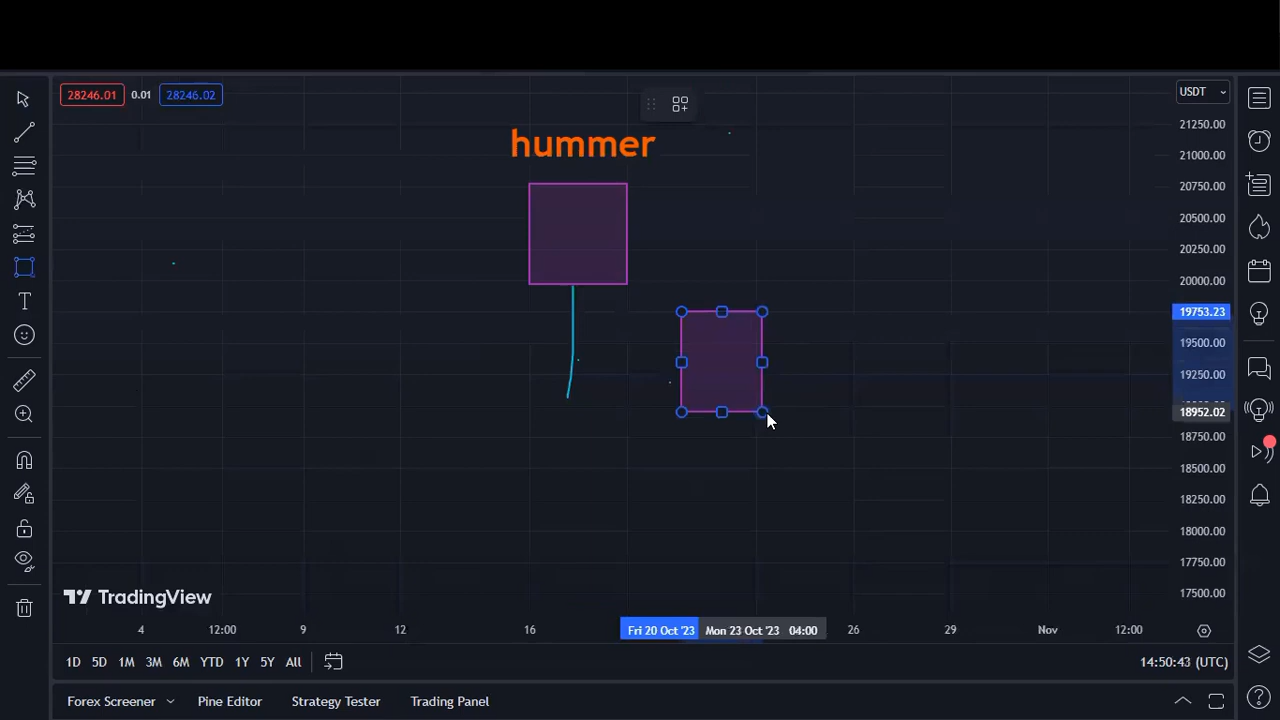 28246.01 0.01 28246.02
USDT
hummer
21250.00
21000.00
20750.00
20500.00
20250.00
20000.00
19753.23
19500.00
19250.00
18952.02
18750.00
18500.00
18250.00
18000.00
17750.00
17500.00
TradingView
4 12:00 9 12 16 Fri 20 Oct '23 Mon 23 Oct '23 04:00 26 29 Nov 12:00
1D 5D 1M 3M 6M YTD 1Y 5Y All 14:50:43 (UTC)
Forex Screener Pine Editor Strategy Tester Trading Panel